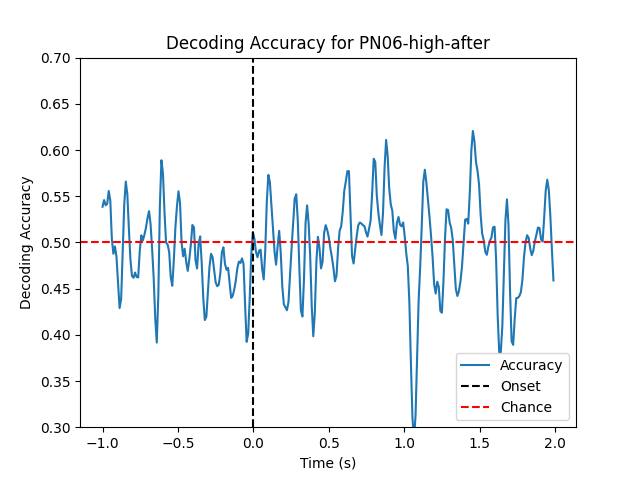 Decoding Accuracy for PN06-high-after
Decoding Accuracy
0.70
0.65
0.60
0.55
0.50
0.45
0.40
0.35
0.30
Accuracy
Onset
Chance
−1.0 −0.5 0.0 0.5 1.0 1.5 2.0
Time (s)